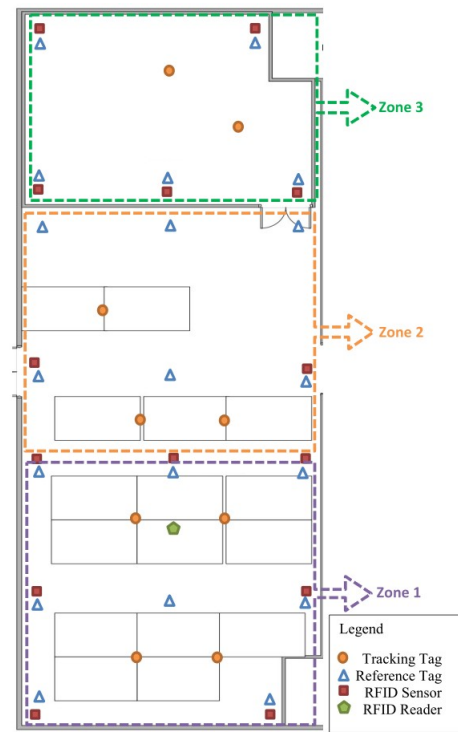 Zone 3
Zone 2
Zone 1
Legend
Tracking Tag
Reference Tag
RFID Sensor
RFID Reader